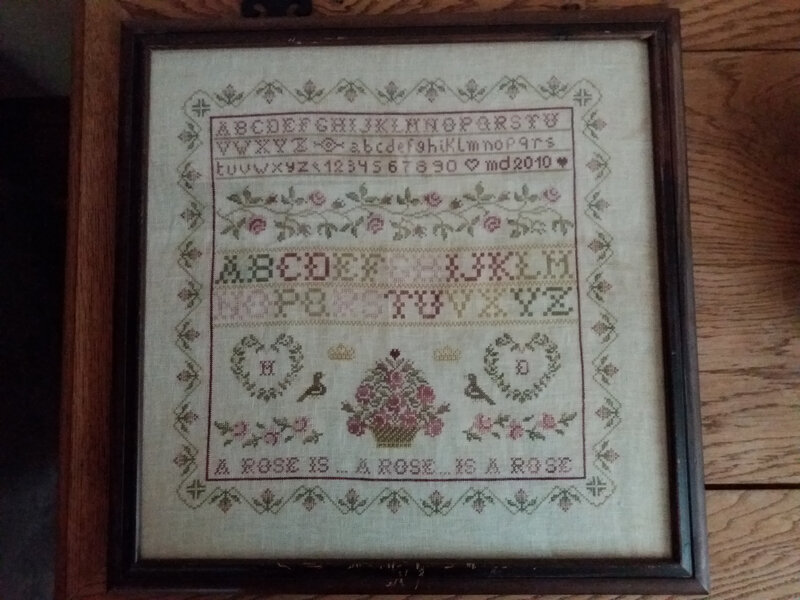 ABCDEFGHIJKLMNOPQRSTU
VWXYZ abcdefghiklmnopqrs
tuvwxyz 1234567890 ♡ md 2010 ♥
ABCDEFGHIJKLM
NOPQRSTUVXYZ
M D
A ROSE IS ... A ROSE ... IS A ROSE